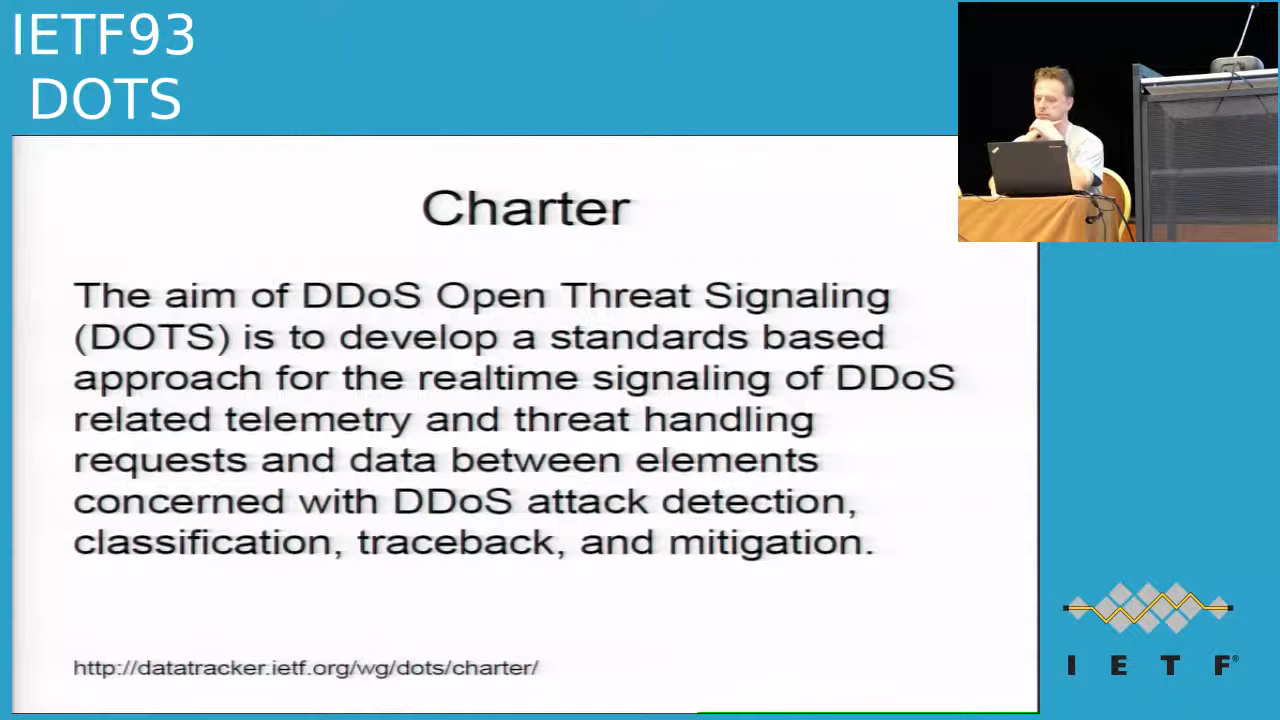 IETF93
DOTS
Charter
The aim of DDoS Open Threat Signaling
(DOTS) is to develop a standards based
approach for the realtime signaling of DDoS
related telemetry and threat handling
requests and data between elements
concerned with DDoS attack detection,
classification, traceback, and mitigation.
http://datatracker.ietf.org/wg/dots/charter/
I E T F®